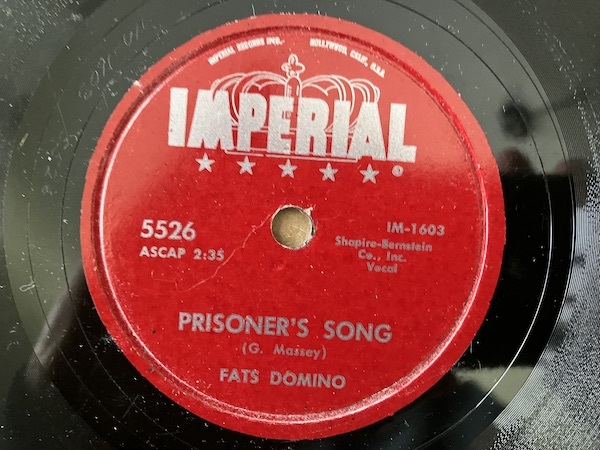 IMPERIAL RECORDS INC. HOLLYWOOD, CALIF., U.S.A.
IMPERIAL
®
5526
ASCAP 2:35
IM-1603
Shapiro-Bernstein
Co., Inc.
Vocal
PRISONER'S SONG
(G. Massey)
FATS DOMINO